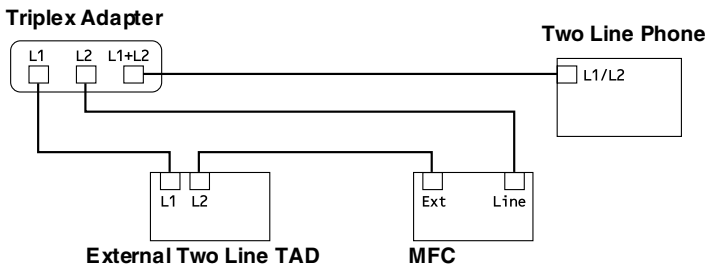 Triplex Adapter
Two Line Phone
L1 L2 L1+L2
L1/L2
L1 L2
Ext Line
External Two Line TAD
MFC